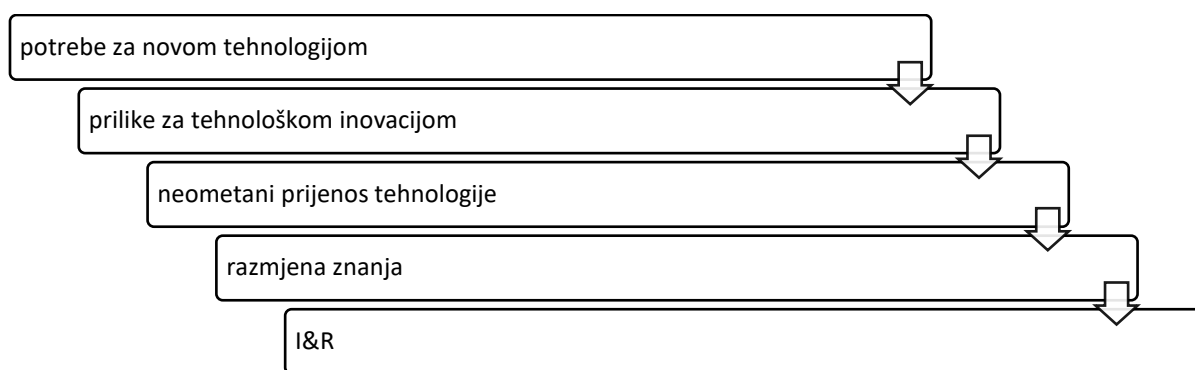 potrebe za novom tehnologijom
prilike za tehnološkom inovacijom
neometani prijenos tehnologije
razmjena znanja
I&R